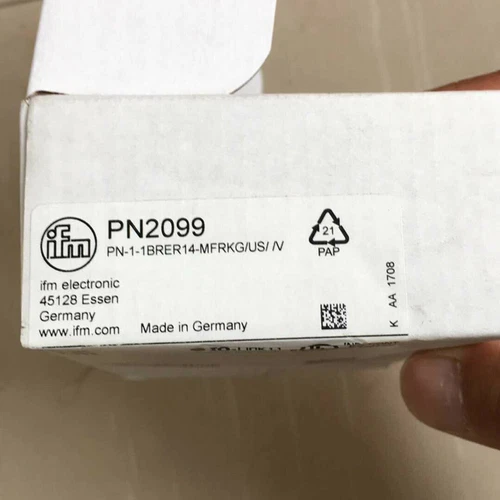 ifm
PN2099
PN-1-1BRER14-MFRKG/US/ /V
21
PAP
ifm electronic
45128 Essen
Germany
www.ifm.com
Made in Germany
K AA 1708